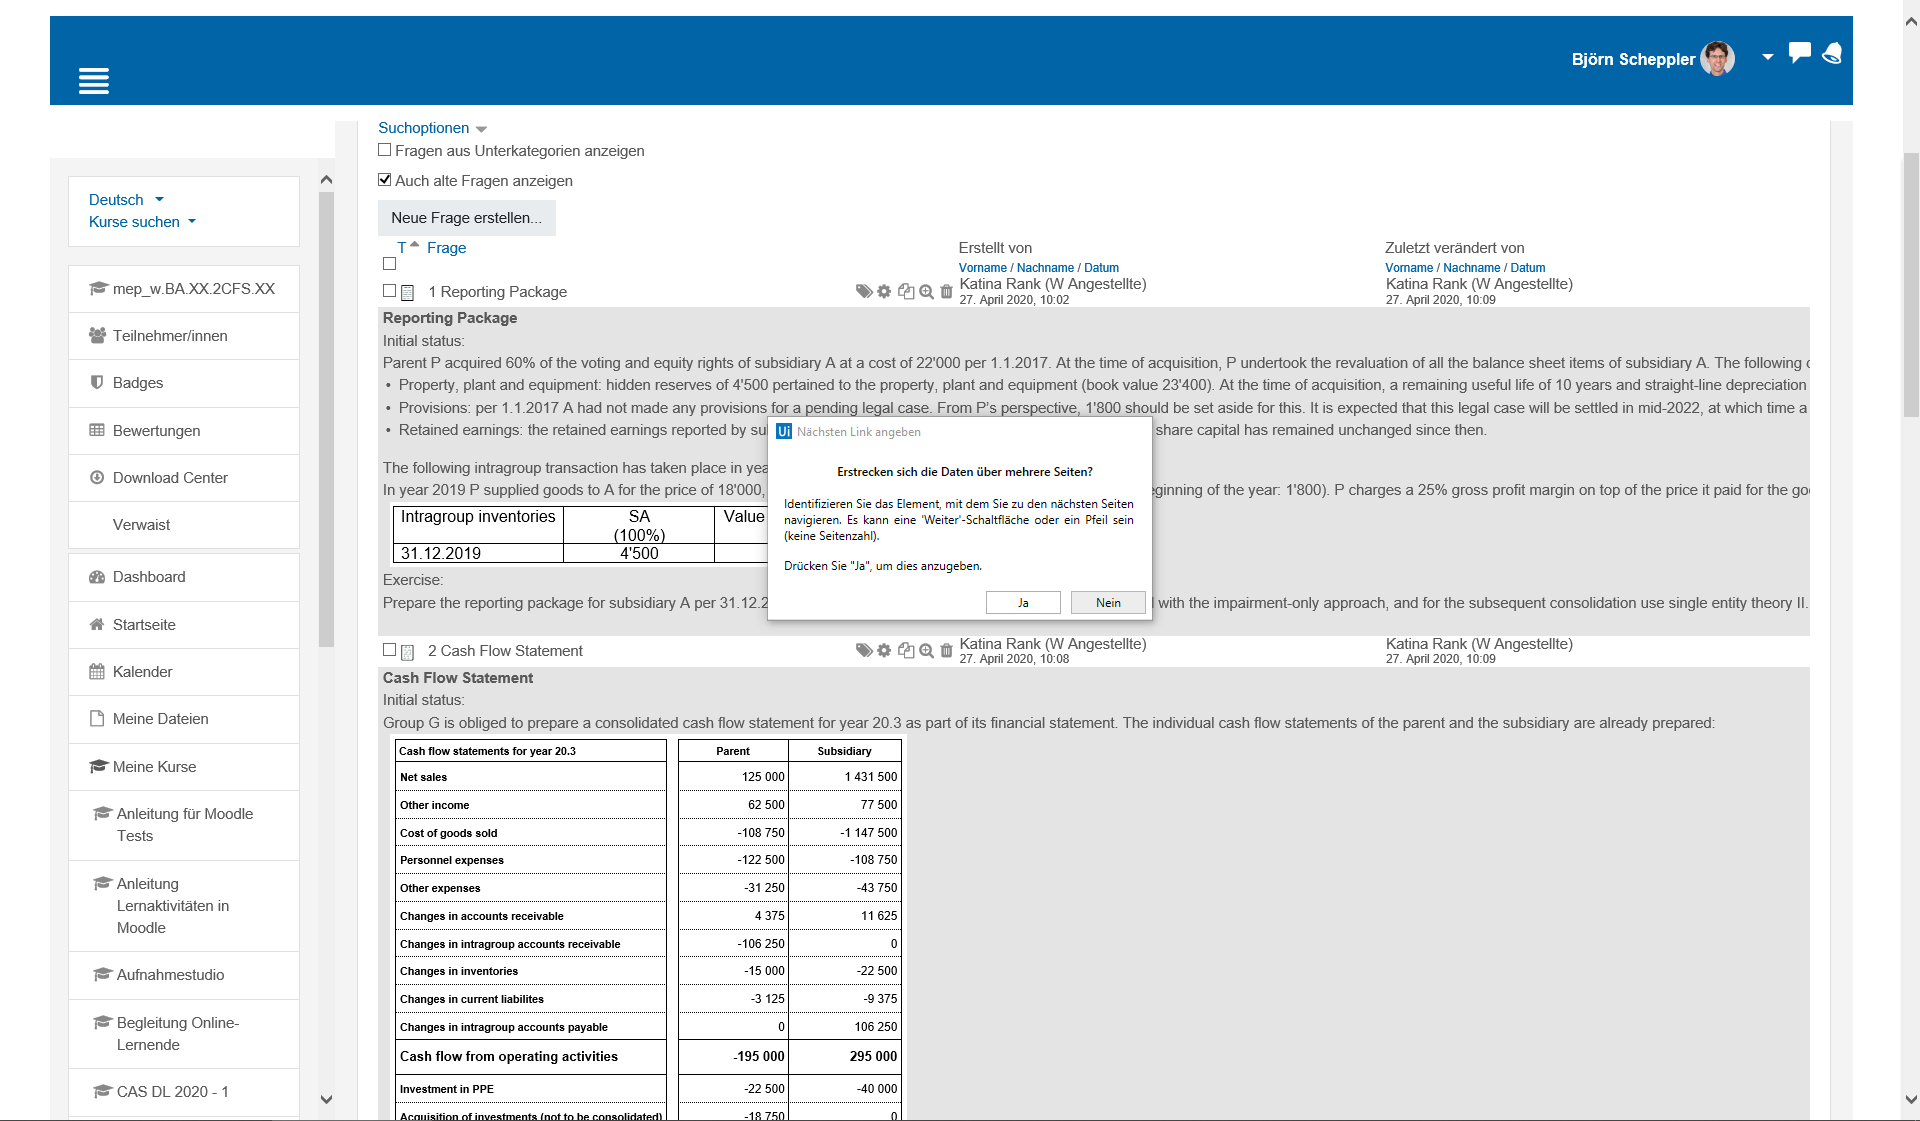 Björn Scheppler
Suchoptionen
Fragen aus Unterkategorien anzeigen
Auch alte Fragen anzeigen
Neue Frage erstellen...
T Frage
Erstellt von
Zuletzt verändert von
Vorname / Nachname / Datum
Vorname / Nachname / Datum
1 Reporting Package
Katina Rank (W Angestellte)
27. April 2020, 10:02
Katina Rank (W Angestellte)
27. April 2020, 10:09
Reporting Package
Initial status:
Parent P acquired 60% of the voting and equity rights of subsidiary A at a cost of 22'000 per 1.1.2017. At the time of acquisition, P undertook the revaluation of all the balance sheet items of subsidiary A. The following
• Property, plant and equipment: hidden reserves of 4'500 pertained to the property, plant and equipment (book value 23'400). At the time of acquisition, a remaining useful life of 10 years and straight-line depreciation
• Provisions: per 1.1.2017 A had not made any provisions for a pending legal case. From P's perspective, 1'800 should be set aside for this. It is expected that this legal case will be settled in mid-2022, at which time a
• Retained earnings: the retained earnings reported by su share capital has remained unchanged since then.
The following intragroup transaction has taken place in yea
In year 2019 P supplied goods to A for the price of 18'000, eginning of the year: 1'800). P charges a 25% gross profit margin on top of the price it paid for the go
Intragroup inventories SA Value
(100%)
31.12.2019 4'500
Exercise:
Prepare the reporting package for subsidiary A per 31.12.2 with the impairment-only approach, and for the subsequent consolidation use single entity theory II.
Ui Nächsten Link angeben
Erstrecken sich die Daten über mehrere Seiten?
Identifizieren Sie das Element, mit dem Sie zu den nächsten Seiten
navigieren. Es kann eine 'Weiter'-Schaltfläche oder ein Pfeil sein
(keine Seitenzahl).
Drücken Sie "Ja", um dies anzugeben.
Ja
Nein
2 Cash Flow Statement
Katina Rank (W Angestellte)
27. April 2020, 10:08
Katina Rank (W Angestellte)
27. April 2020, 10:09
Cash Flow Statement
Initial status:
Group G is obliged to prepare a consolidated cash flow statement for year 20.3 as part of its financial statement. The individual cash flow statements of the parent and the subsidiary are already prepared:
Cash flow statements for year 20.3 Parent Subsidiary
Net sales 125 000 1 431 500
Other income 62 500 77 500
Cost of goods sold -108 750 -1 147 500
Personnel expenses -122 500 -108 750
Other expenses -31 250 -43 750
Changes in accounts receivable 4 375 11 625
Changes in intragroup accounts receivable -106 250 0
Changes in inventories -15 000 -22 500
Changes in current liabilites -3 125 -9 375
Changes in intragroup accounts payable 0 106 250
Cash flow from operating activities -195 000 295 000
Investment in PPE -22 500 -40 000
Acquisition of investments (not to be consolidated) -18 750 0
Deutsch
Kurse suchen
mep_w.BA.XX.2CFS.XX
Teilnehmer/innen
Badges
Bewertungen
Download Center
Verwaist
Dashboard
Startseite
Kalender
Meine Dateien
Meine Kurse
Anleitung für Moodle
Tests
Anleitung
Lernaktivitäten in
Moodle
Aufnahmestudio
Begleitung Online-
Lernende
CAS DL 2020 - 1